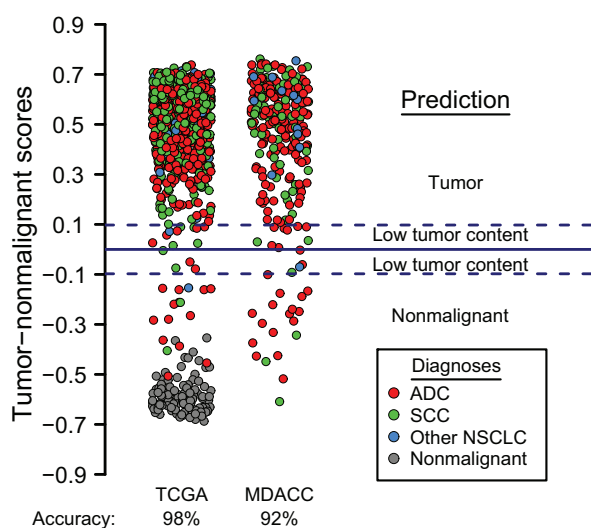 Tumor−nonmalignant scores
0.9
0.7
0.5
0.3
0.1
−0.1
−0.3
−0.5
−0.7
−0.9
Prediction
Tumor
Low tumor content
Low tumor content
Nonmalignant
Diagnoses
ADC
SCC
Other NSCLC
Nonmalignant
TCGA MDACC
Accuracy: 98% 92%